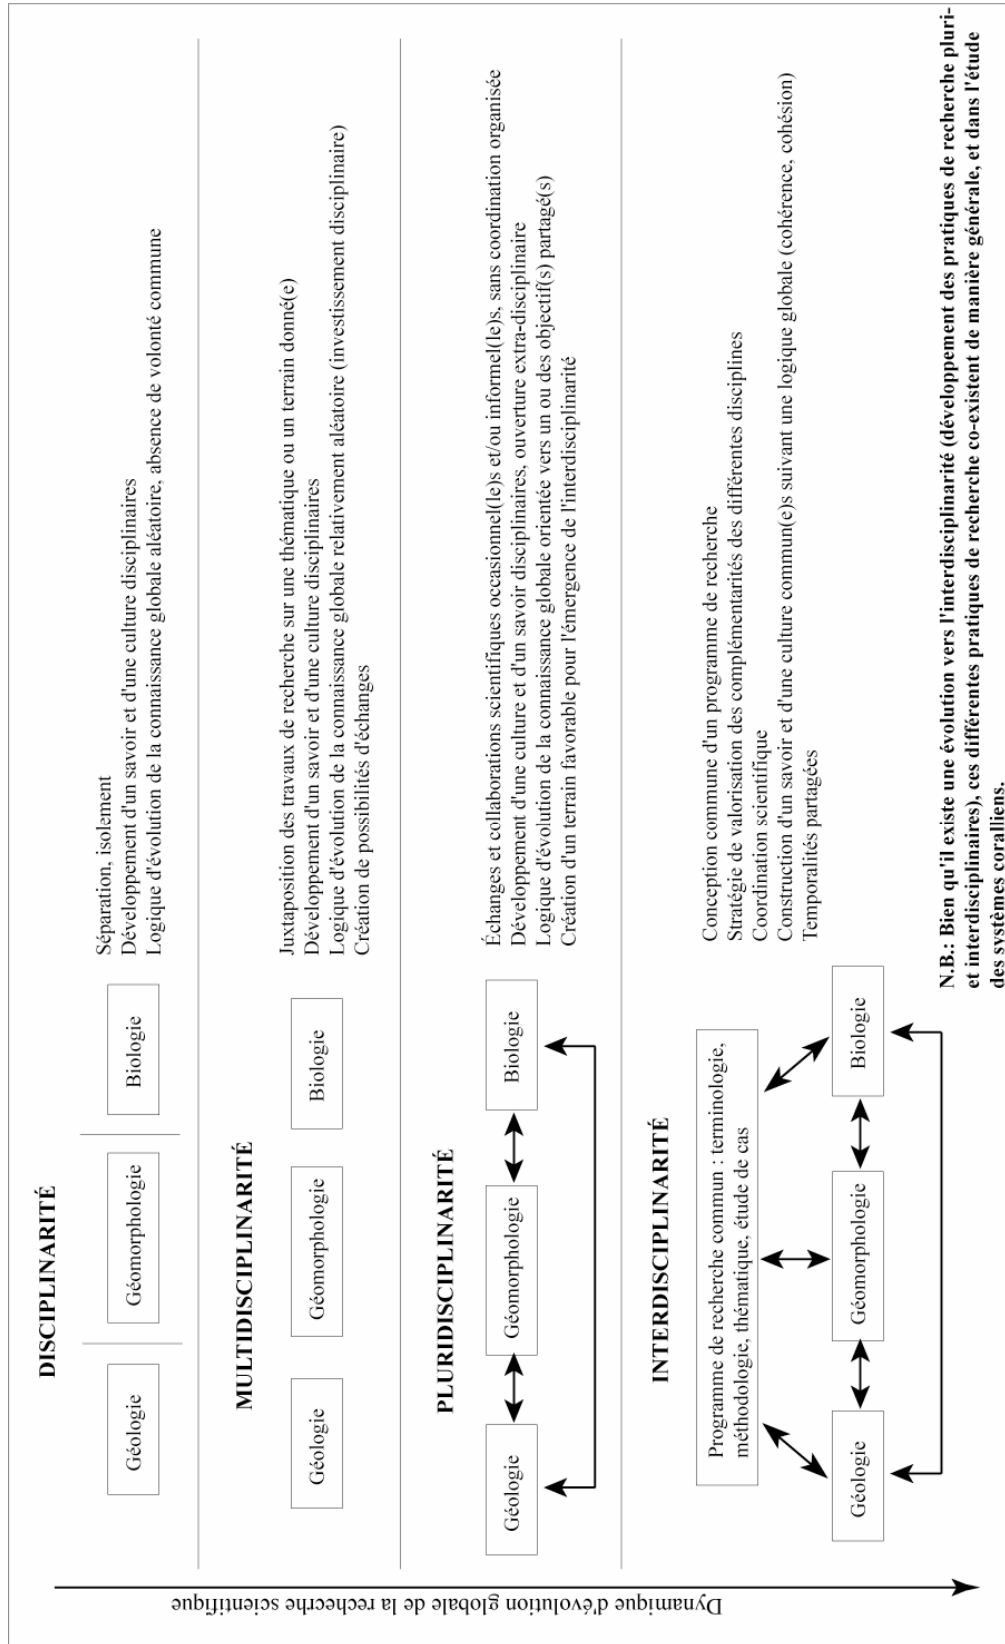 DISCIPLINARITÉ
Géologie
Géomorphologie
Biologie
Séparation, isolement
Développement d'un savoir et d'une culture disciplinaires
Logique d'évolution de la connaissance globale aléatoire, absence de volonté commune
MULTIDISCIPLINARITÉ
Géologie
Géomorphologie
Biologie
Juxtaposition des travaux de recherche sur une thématique ou un terrain donné(e)
Développement d'un savoir et d'une culture disciplinaires
Logique d'évolution de la connaissance globale relativement aléatoire (investissement disciplinaire)
Création de possibilités d'échanges
PLURIDISCIPLINARITÉ
Géologie
Géomorphologie
Biologie
Échanges et collaborations scientifiques occasionnel(le)s et/ou informel(le)s, sans coordination organisée
Développement d'une culture et d'un savoir disciplinaires, ouverture extra-disciplinaire
Logique d'évolution de la connaissance globale orientée vers un ou des objectif(s) partagé(s)
Création d'un terrain favorable pour l'émergence de l'interdisciplinarité
INTERDISCIPLINARITÉ
Programme de recherche commun : terminologie,
méthodologie, thématique, étude de cas
Géologie
Géomorphologie
Biologie
Conception commune d'un programme de recherche
Stratégie de valorisation des complémentarités des différentes disciplines
Coordination scientifique
Construction d'un savoir et d'une culture commun(e)s suivant une logique globale (cohérence, cohésion)
Temporalités partagées
N.B.: Bien qu'il existe une évolution vers l'interdisciplinarité (développement des pratiques de recherche pluri-
et interdisciplinaires), ces différentes pratiques de recherche co-existent de manière générale, et dans l'étude
des systèmes coralliens.
Dynamique d'évolution globale de la recherche scientifique